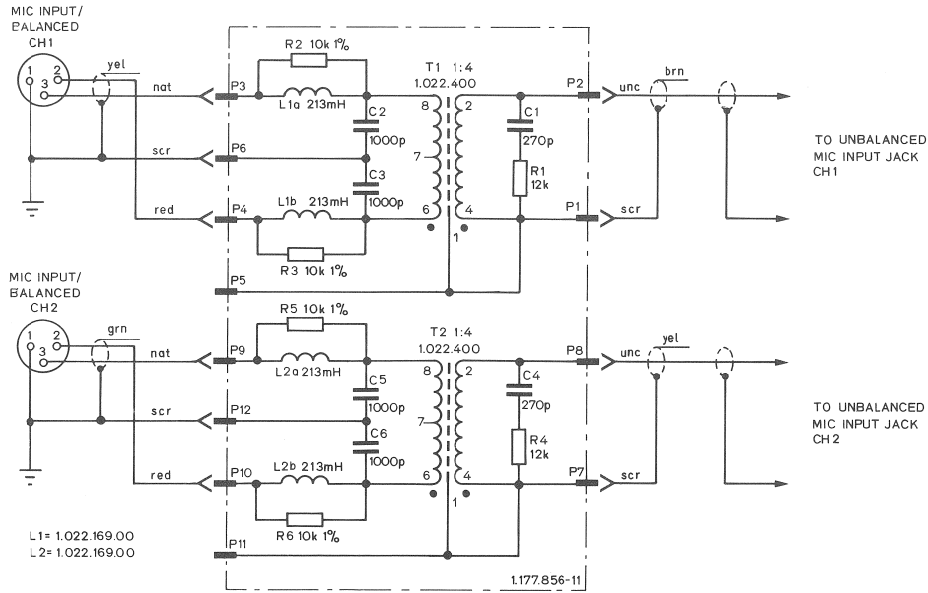 MIC INPUT/
BALANCED
CH1
1
2
3
yel
nat
scr
red
P3
P6
P4
P5
R2 10k 1%
L1a 213mH
C2
1000p
C3
1000p
L1b 213mH
R3 10k 1%
T1 1:4
1.022.400
8
7
6
2
4
1
C1
270p
R1
12k
P2
P1
unc
brn
scr
TO UNBALANCED
MIC INPUT JACK
CH1
MIC INPUT/
BALANCED
CH2
1
2
3
grn
nat
scr
red
P9
P12
P10
P11
R5 10k 1%
L2a 213mH
C5
1000p
C6
1000p
L2b 213mH
R6 10k 1%
T2 1:4
1.022.400
8
7
6
2
4
1
C4
270p
R4
12k
P8
P7
unc
yel
scr
TO UNBALANCED
MIC INPUT JACK
CH2
L1= 1.022.169.00
L2= 1.022.169.00
1.177.856-11